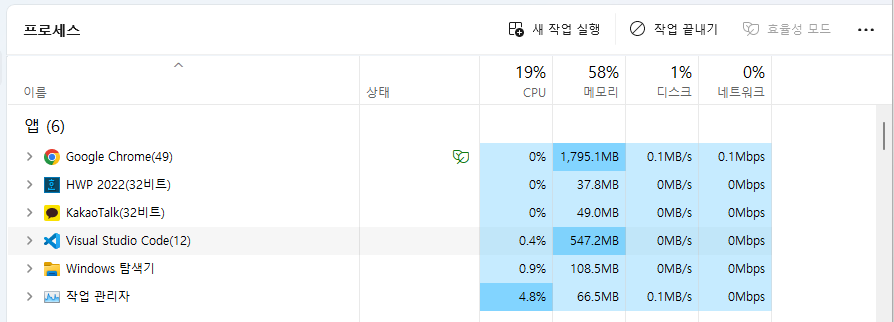 프로세스 새 작업 실행 작업 끝내기 효율성 모드 ...
19% 58% 1% 0%
이름 상태 CPU 메모리 디스크 네트워크
앱 (6)
Google Chrome(49) 0% 1,795.1MB 0.1MB/s 0.1Mbps
HWP 2022(32비트) 0% 37.8MB 0MB/s 0Mbps
KakaoTalk(32비트) 0% 49.0MB 0MB/s 0Mbps
Visual Studio Code(12) 0.4% 547.2MB 0MB/s 0Mbps
Windows 탐색기 0.9% 108.5MB 0MB/s 0Mbps
작업 관리자 4.8% 66.5MB 0.1MB/s 0Mbps